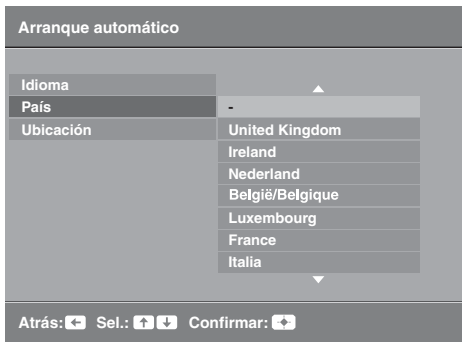 Arranque automático
Idioma
País
Ubicación
-
United Kingdom
Ireland
Nederland
België/Belgique
Luxembourg
France
Italia
Atrás: Sel.: Confirmar: